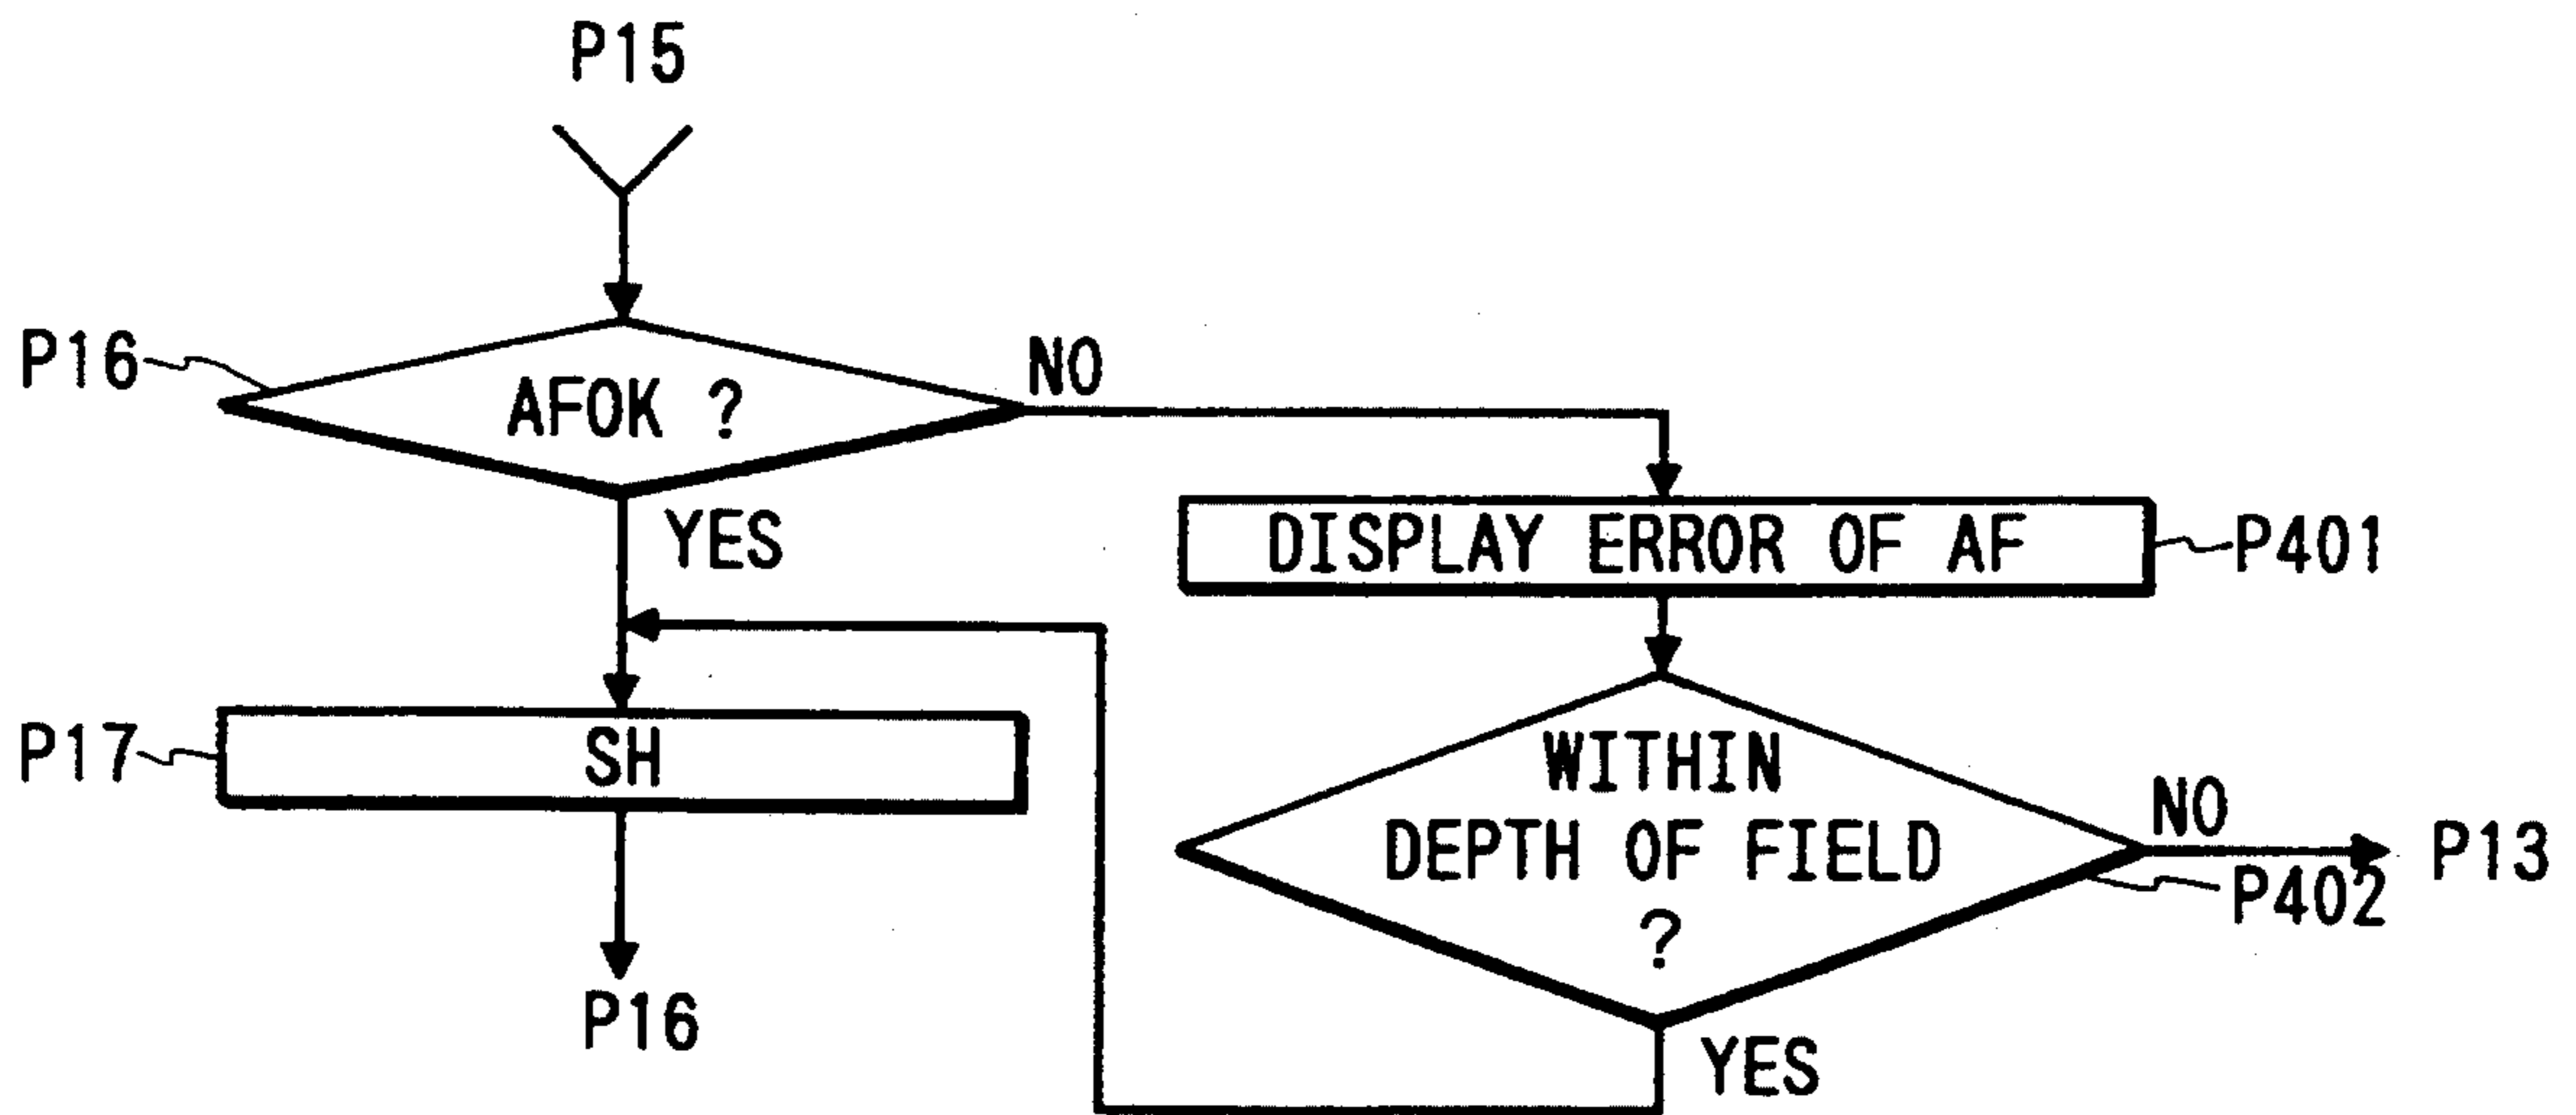 P15
P16
AFOK ?
NO
YES
DISPLAY ERROR OF AF
P401
P17
SH
WITHIN
DEPTH OF FIELD
?
NO
P13
P402
P16
YES